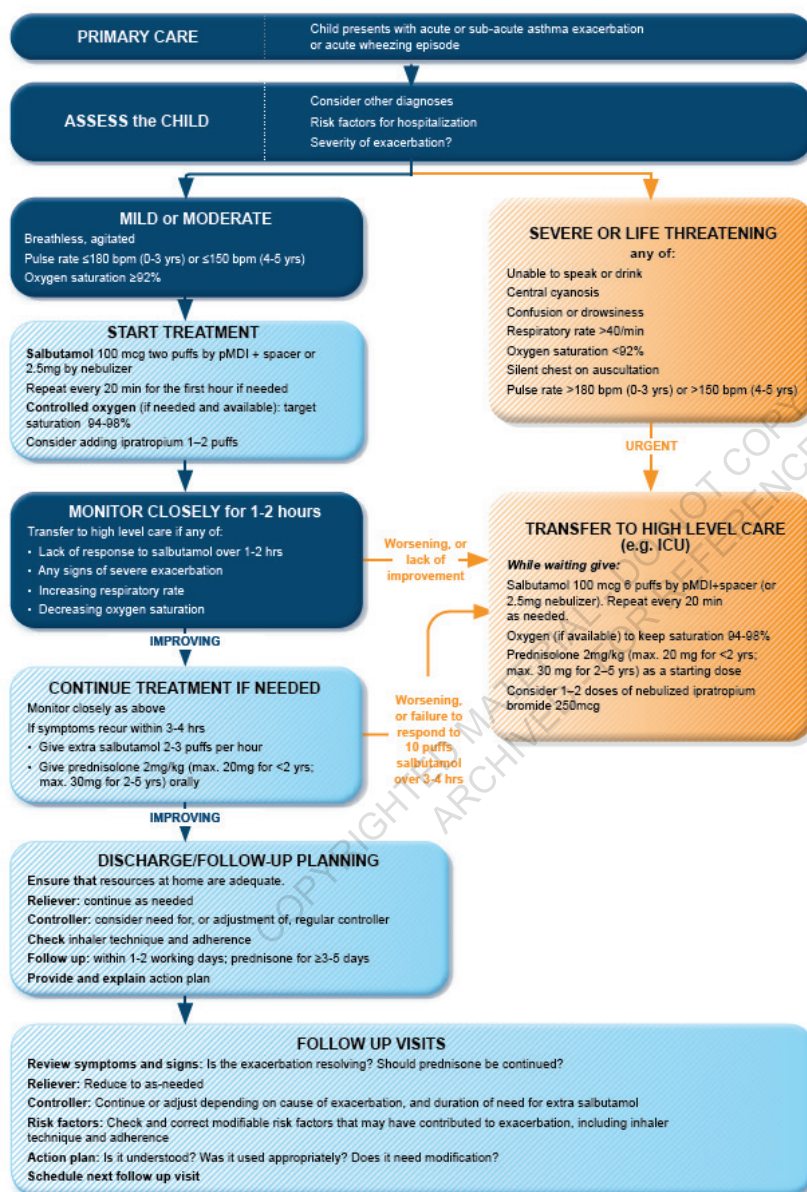 PRIMARY CARE
Child presents with acute or sub-acute asthma exacerbation
or acute wheezing episode
ASSESS the CHILD
Consider other diagnoses
Risk factors for hospitalization
Severity of exacerbation?
MILD or MODERATE
Breathless, agitated
Pulse rate ≤180 bpm (0-3 yrs) or ≤150 bpm (4-5 yrs)
Oxygen saturation ≥92%
SEVERE OR LIFE THREATENING
any of:
Unable to speak or drink
Central cyanosis
Confusion or drowsiness
Respiratory rate >40/min
Oxygen saturation <92%
Silent chest on auscultation
Pulse rate >180 bpm (0-3 yrs) or >150 bpm (4-5 yrs)
START TREATMENT
Salbutamol 100 mcg two puffs by pMDI + spacer or
2.5mg by nebulizer
Repeat every 20 min for the first hour if needed
Controlled oxygen (if needed and available): target
saturation 94-98%
Consider adding ipratropium 1–2 puffs
URGENT
MONITOR CLOSELY for 1-2 hours
Transfer to high level care if any of:
• Lack of response to salbutamol over 1-2 hrs
• Any signs of severe exacerbation
• Increasing respiratory rate
• Decreasing oxygen saturation
Worsening, or
lack of
improvement
TRANSFER TO HIGH LEVEL CARE
(e.g. ICU)
While waiting give:
Salbutamol 100 mcg 6 puffs by pMDI+spacer (or
2.5mg nebulizer). Repeat every 20 min
as needed.
Oxygen (if available) to keep saturation 94-98%
Prednisolone 2mg/kg (max. 20 mg for <2 yrs;
max. 30 mg for 2–5 yrs) as a starting dose
Consider 1–2 doses of nebulized ipratropium
bromide 250mcg
IMPROVING
CONTINUE TREATMENT IF NEEDED
Monitor closely as above
If symptoms recur within 3-4 hrs
• Give extra salbutamol 2-3 puffs per hour
• Give prednisolone 2mg/kg (max. 20mg for <2 yrs;
max. 30mg for 2-5 yrs) orally
Worsening,
or failure to
respond to
10 puffs
salbutamol
over 3-4 hrs
IMPROVING
DISCHARGE/FOLLOW-UP PLANNING
Ensure that resources at home are adequate.
Reliever: continue as needed
Controller: consider need for, or adjustment of, regular controller
Check inhaler technique and adherence
Follow up: within 1-2 working days; prednisone for ≥3-5 days
Provide and explain action plan
FOLLOW UP VISITS
Review symptoms and signs: Is the exacerbation resolving? Should prednisone be continued?
Reliever: Reduce to as-needed
Controller: Continue or adjust depending on cause of exacerbation, and duration of need for extra salbutamol
Risk factors: Check and correct modifiable risk factors that may have contributed to exacerbation, including inhaler
technique and adherence
Action plan: Is it understood? Was it used appropriately? Does it need modification?
Schedule next follow up visit
COPYRIGHTED MATERIAL DO NOT COPY
ARCHIVED FOR REFERENCE